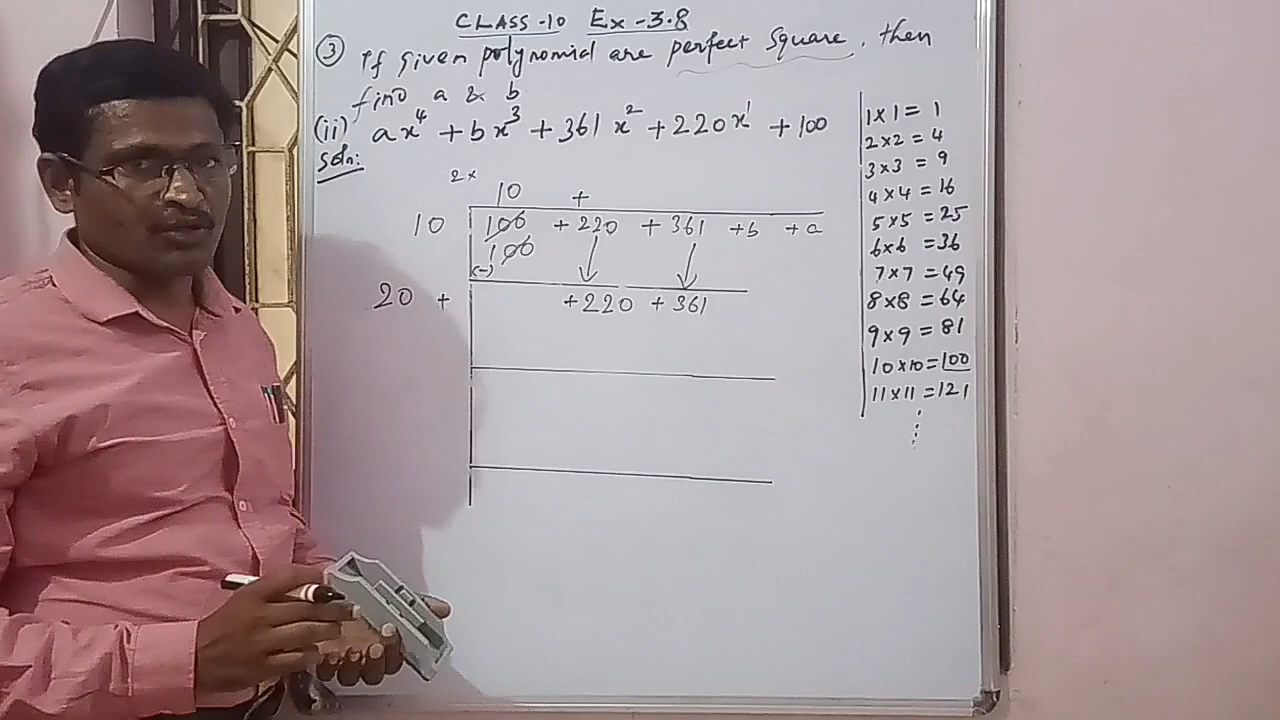 CLASS-10 Ex-3.8
③ If given polynomial are perfect square, then
find a & b
(ii) ax⁴ + bx³ + 361x² + 220x¹ + 100
Soln:
2x
10 +
10 100 +220 +361 +b +a
100
(-)
20 + +220 +361
1×1= 1
2×2 = 4
3×3 = 9
4×4 = 16
5×5 = 25
6×6 = 36
7×7 = 49
8×8 = 64
9×9 = 81
10×10=100
11×11 =121